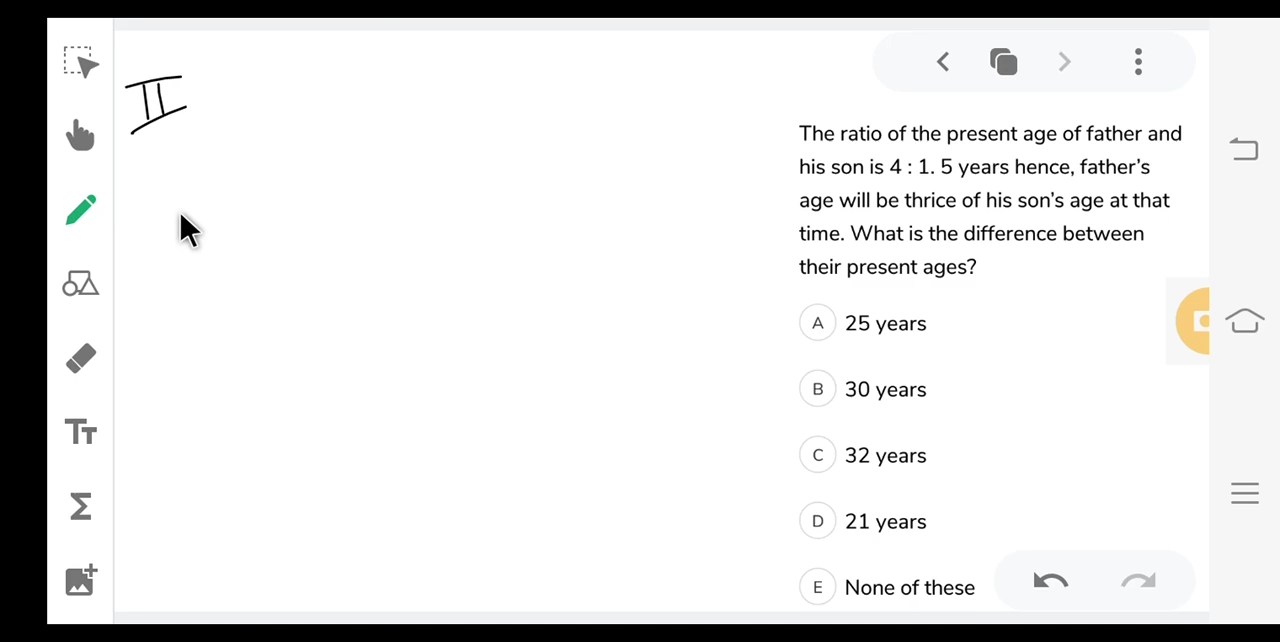 II
The ratio of the present age of father and
his son is 4 : 1. 5 years hence, father's
age will be thrice of his son's age at that
time. What is the difference between
their present ages?
A 25 years
B 30 years
C 32 years
D 21 years
E None of these
Tт
Σ